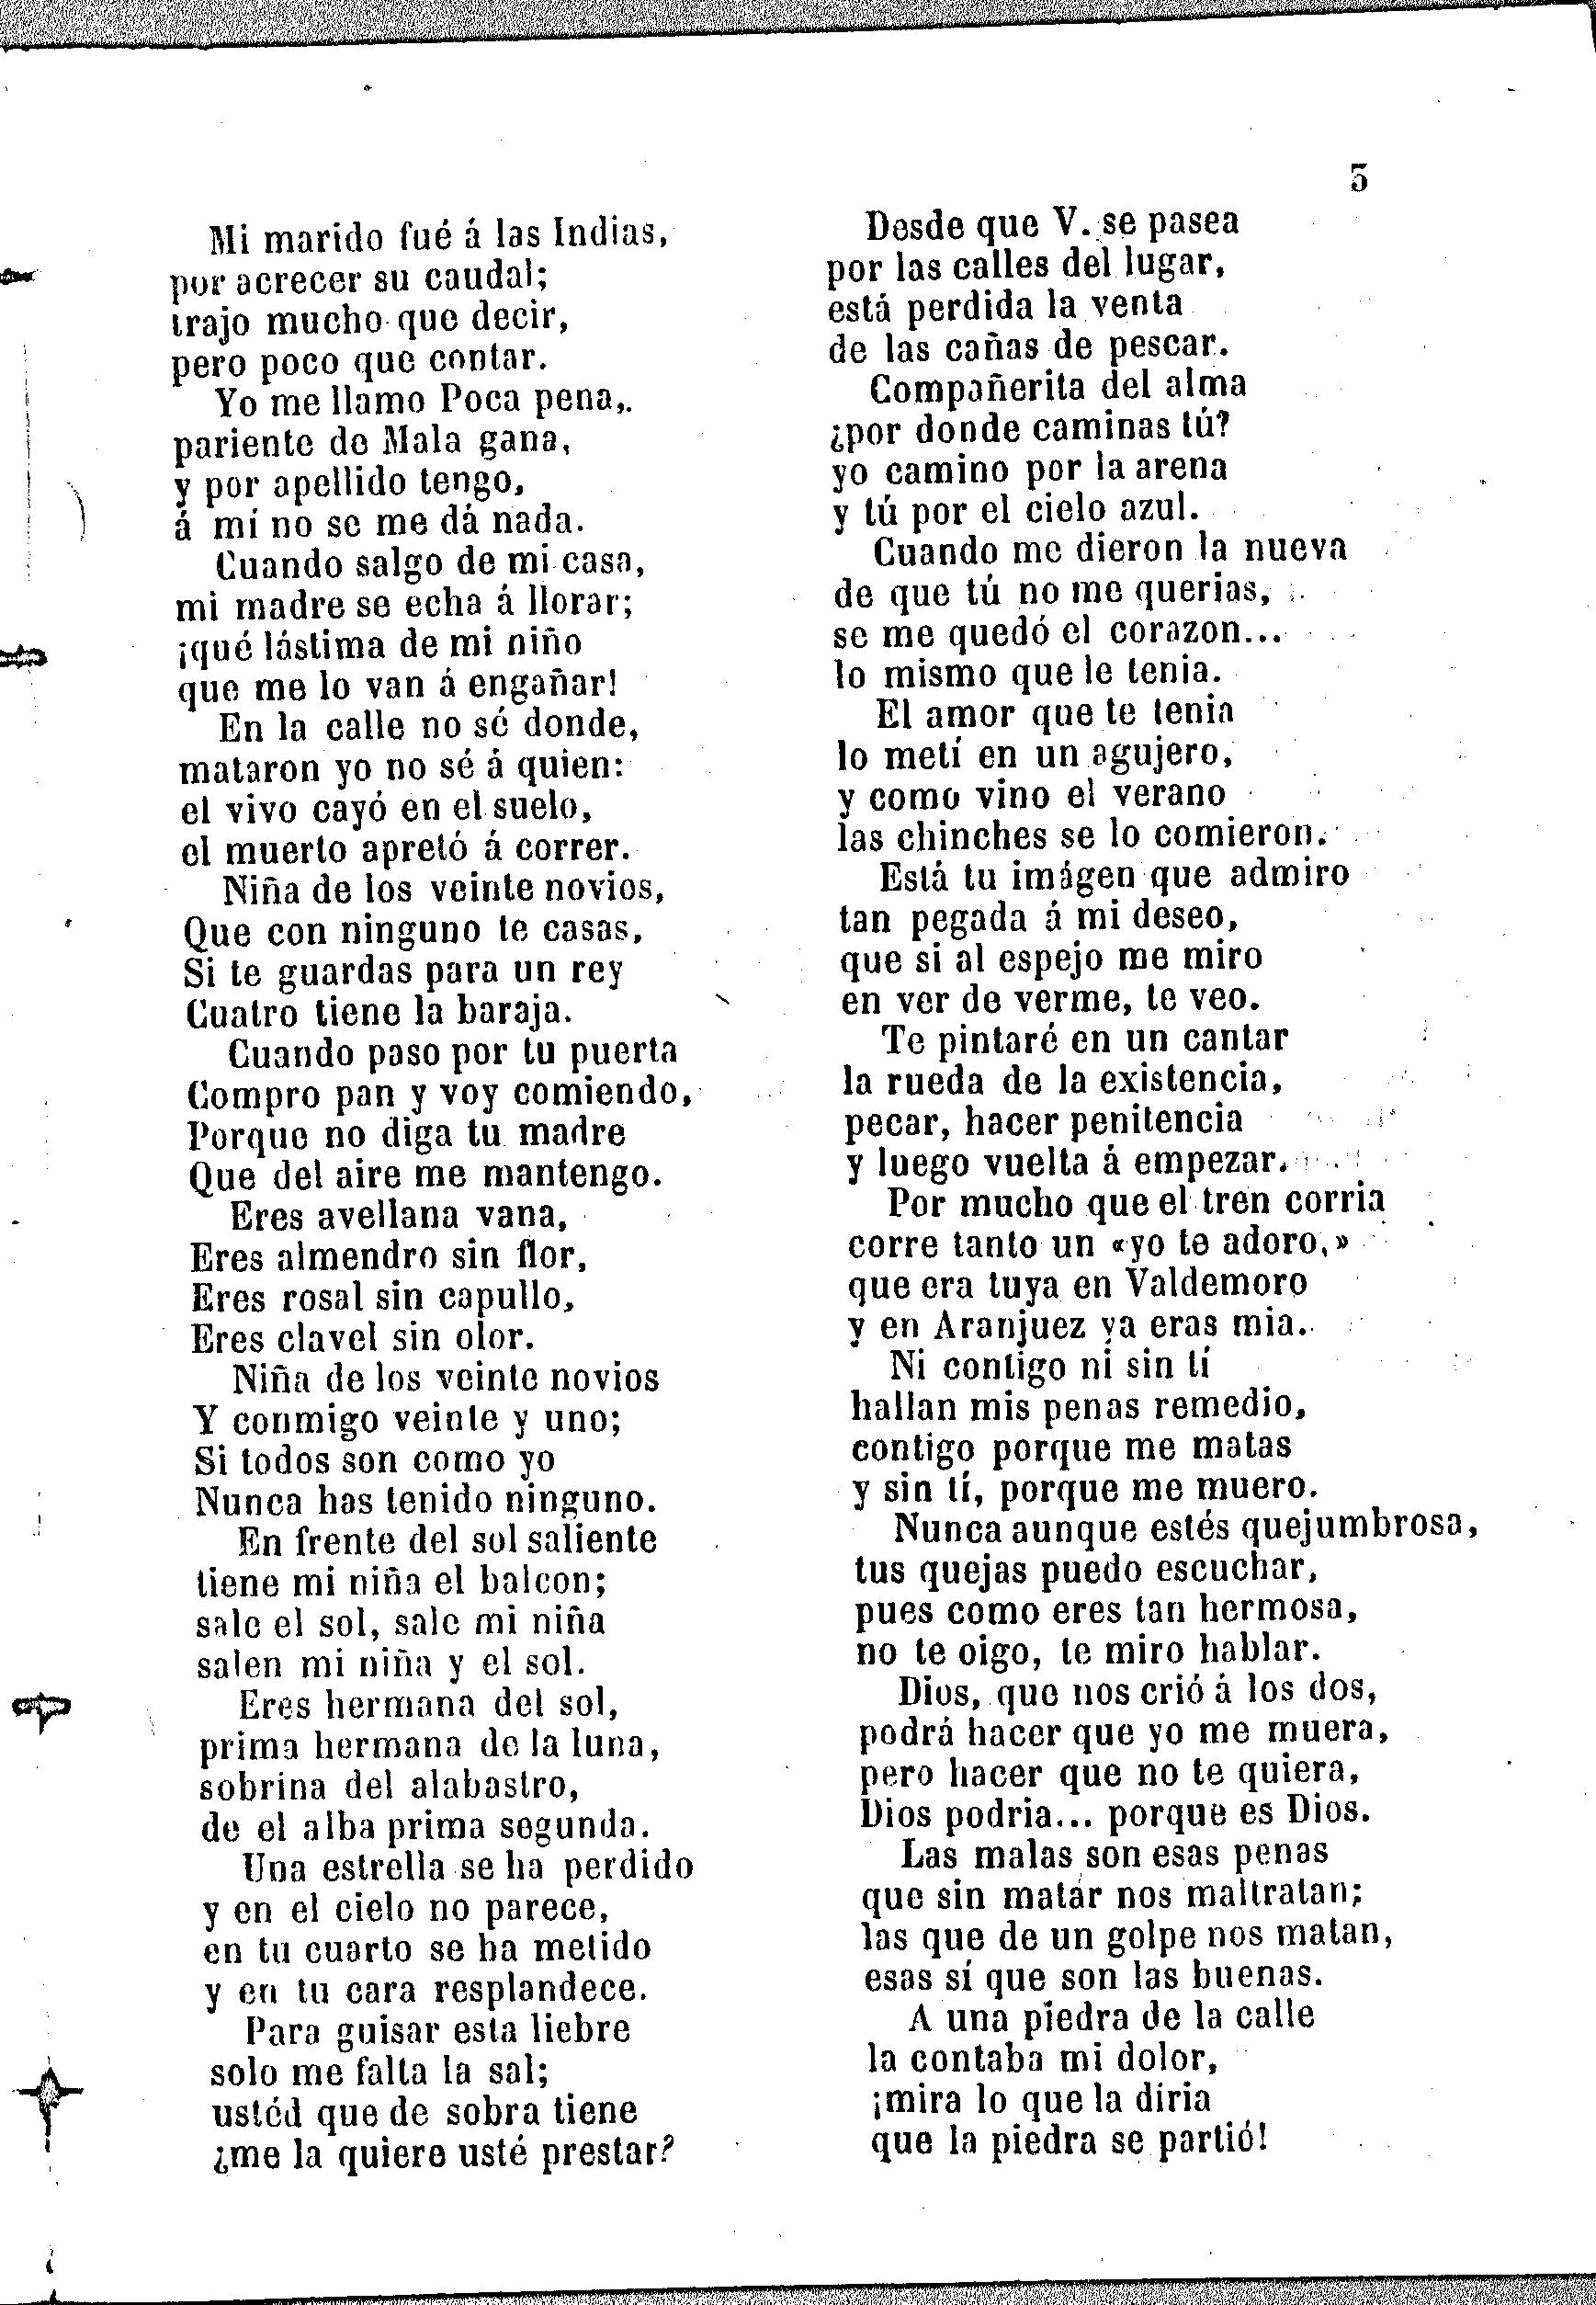 5
Mi marido fué á las Indias,
por acrecer su caudal;
trajo mucho que decir,
pero poco que contar.
Yo me llamo Poca pena,.
pariente de Mala gana,
y por apellido tengo,
á mí no se me dá nada.
Cuando salgo de mi casa,
mi madre se echa á llorar;
¡qué lástima de mi niño
que me lo van á engañar!
En la calle no sé donde,
mataron yo no sé á quien:
el vivo cayó en el suelo,
el muerto apretó á correr.
Niña de los veinte novios,
Que con ninguno te casas,
Si te guardas para un rey
Cuatro tiene la baraja.
Cuando paso por tu puerta
Compro pan y voy comiendo,
Porque no diga tu madre
Que del aire me mantengo.
Eres avellana vana,
Eres almendro sin flor,
Eres rosal sin capullo,
Eres clavel sin olor.
Niña de los veinte novios
Y conmigo veinte y uno;
Si todos son como yo
Nunca has tenido ninguno.
En frente del sol saliente
tiene mi niña el balcon;
sale el sol, sale mi niña
salen mi niña y el sol.
Eres hermana del sol,
prima hermana de la luna,
sobrina del alabastro,
de el alba prima segunda.
Una estrella se ha perdido
y en el cielo no parece,
en tu cuarto se ha metido
y en tu cara resplandece.
Para guisar esta liebre
solo me falta la sal;
ustéd que de sobra tiene
¿me la quiere usté prestar?
Desde que V. se pasea
por las calles del lugar,
está perdida la venta
de las cañas de pescar.
Compañerita del alma
¿por donde caminas tú?
yo camino por la arena
y tú por el cielo azul.
Cuando me dieron la nueva
de que tú no me querias,
se me quedó el corazon...
lo mismo que le tenia.
El amor que te tenia
lo metí en un agujero,
y como vino el verano
las chinches se lo comieron.
Está tu imágen que admiro
tan pegada á mi deseo,
que si al espejo me miro
en ver de verme, te veo.
Te pintaré en un cantar
la rueda de la existencia,
pecar, hacer penitencia
y luego vuelta á empezar.
Por mucho que el tren corria
corre tanto un «yo te adoro,»
que era tuya en Valdemoro
y en Aranjuez ya eras mia.
Ni contigo ni sin tí
hallan mis penas remedio,
contigo porque me matas
y sin tí, porque me muero.
Nunca aunque estés quejumbrosa,
tus quejas puedo escuchar,
pues como eres tan hermosa,
no te oigo, te miro hablar.
Dios, que nos crió á los dos,
podrá hacer que yo me muera,
pero hacer que no te quiera,
Dios podria... porque es Dios.
Las malas son esas penas
que sin matar nos maltratan;
las que de un golpe nos matan,
esas sí que son las buenas.
A una piedra de la calle
la contaba mi dolor,
¡mira lo que la diria
que la piedra se partió!